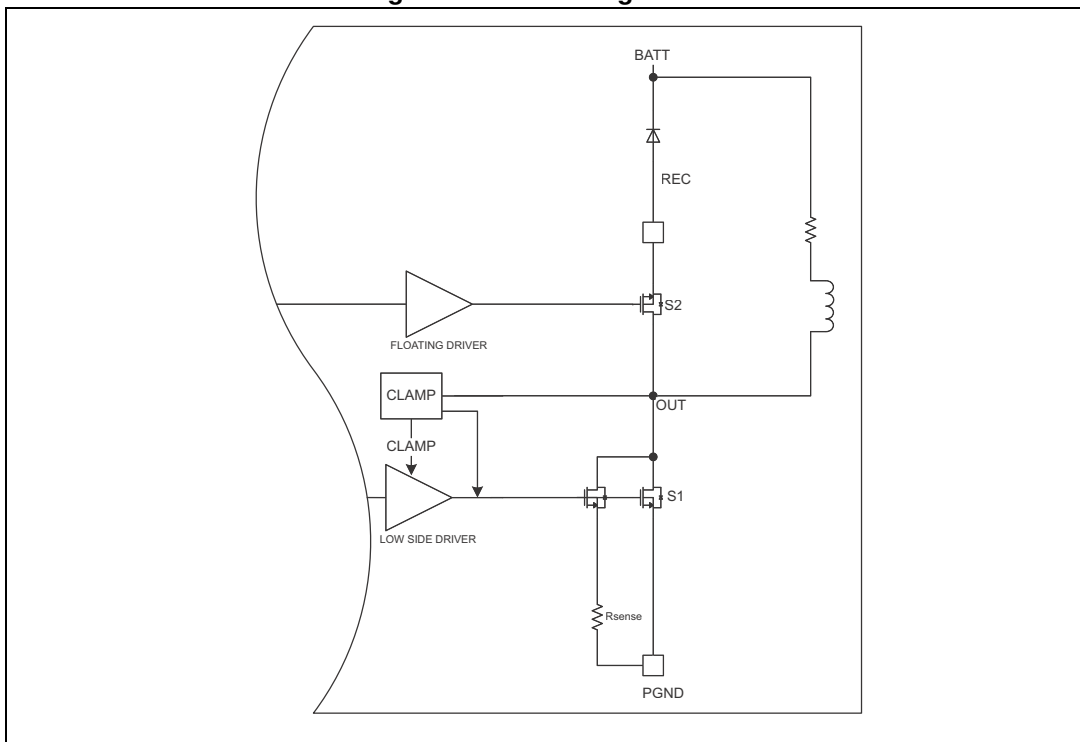 BATT
REC
S2
FLOATING DRIVER
CLAMP
OUT
CLAMP
S1
LOW SIDE DRIVER
Rsense
PGND